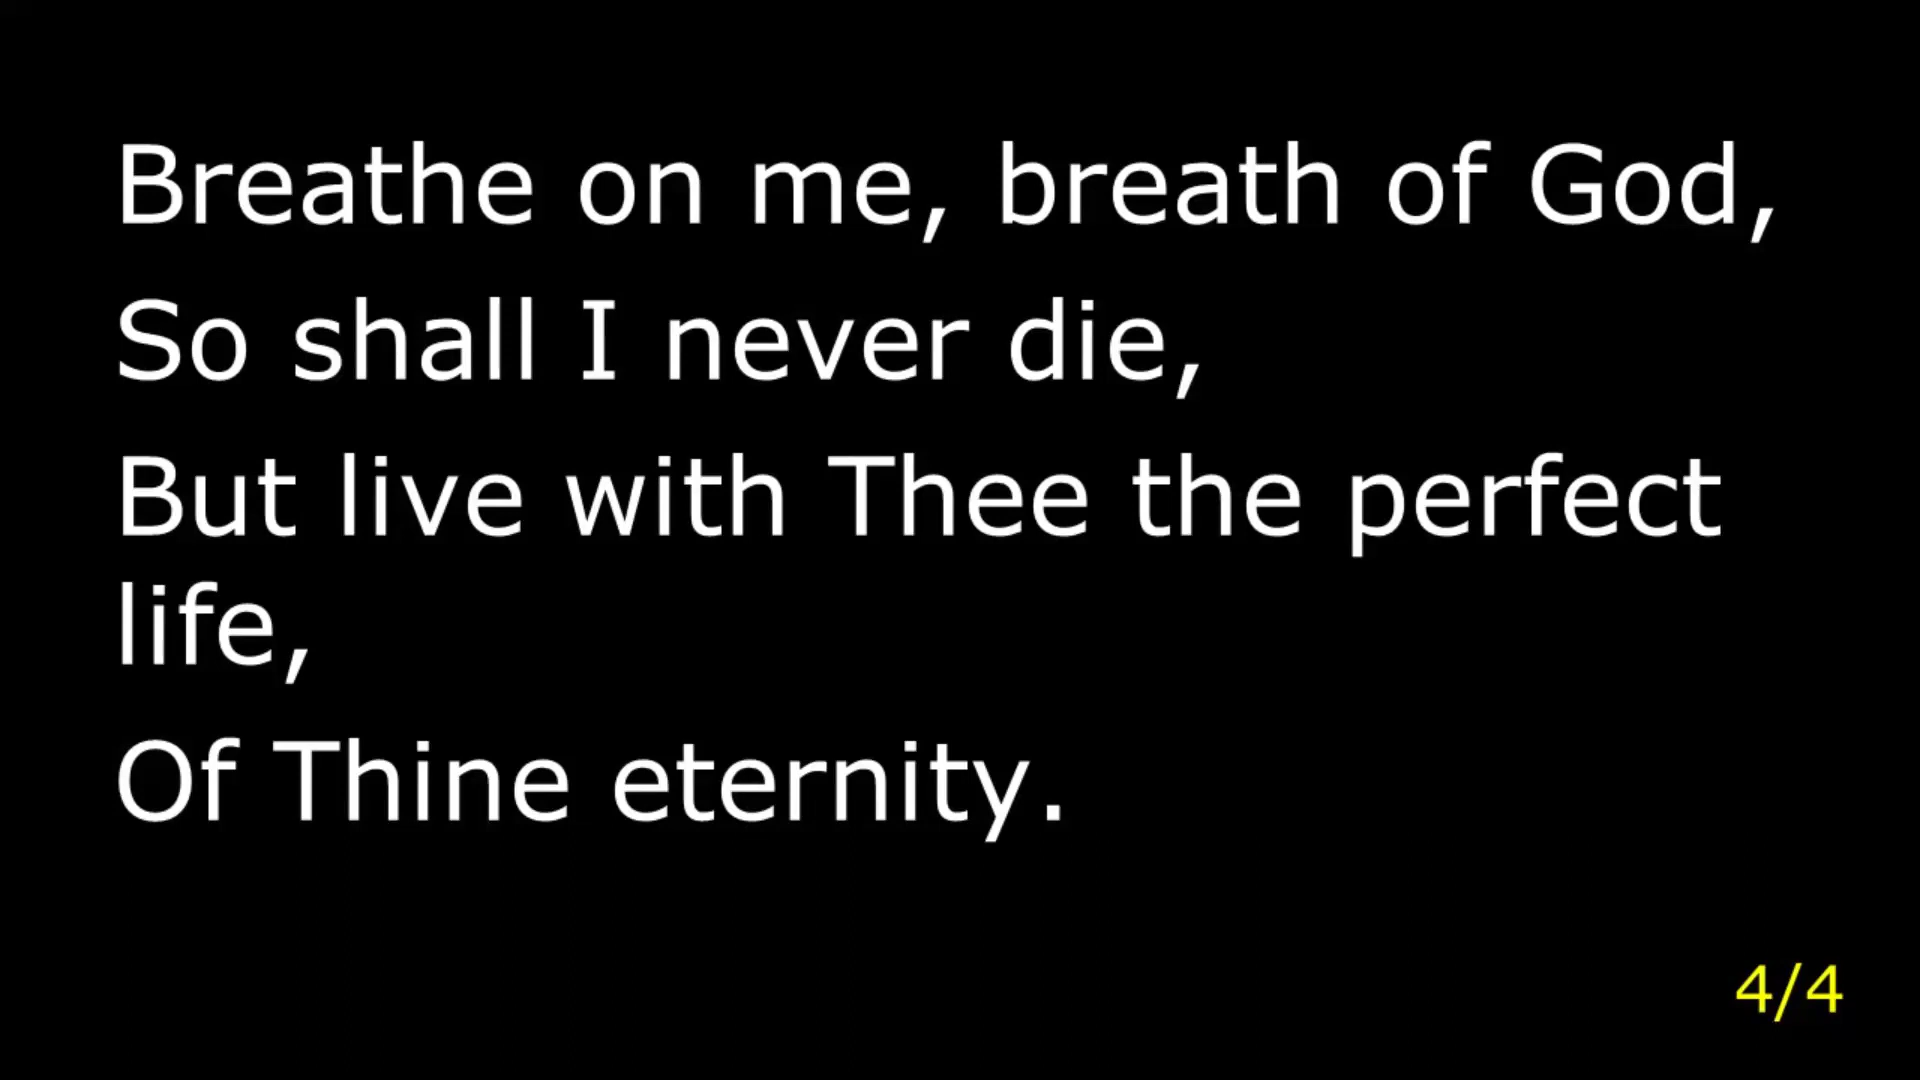 Breathe on me, breath of God,
So shall I never die,
But live with Thee the perfect
life,
Of Thine eternity.
4/4